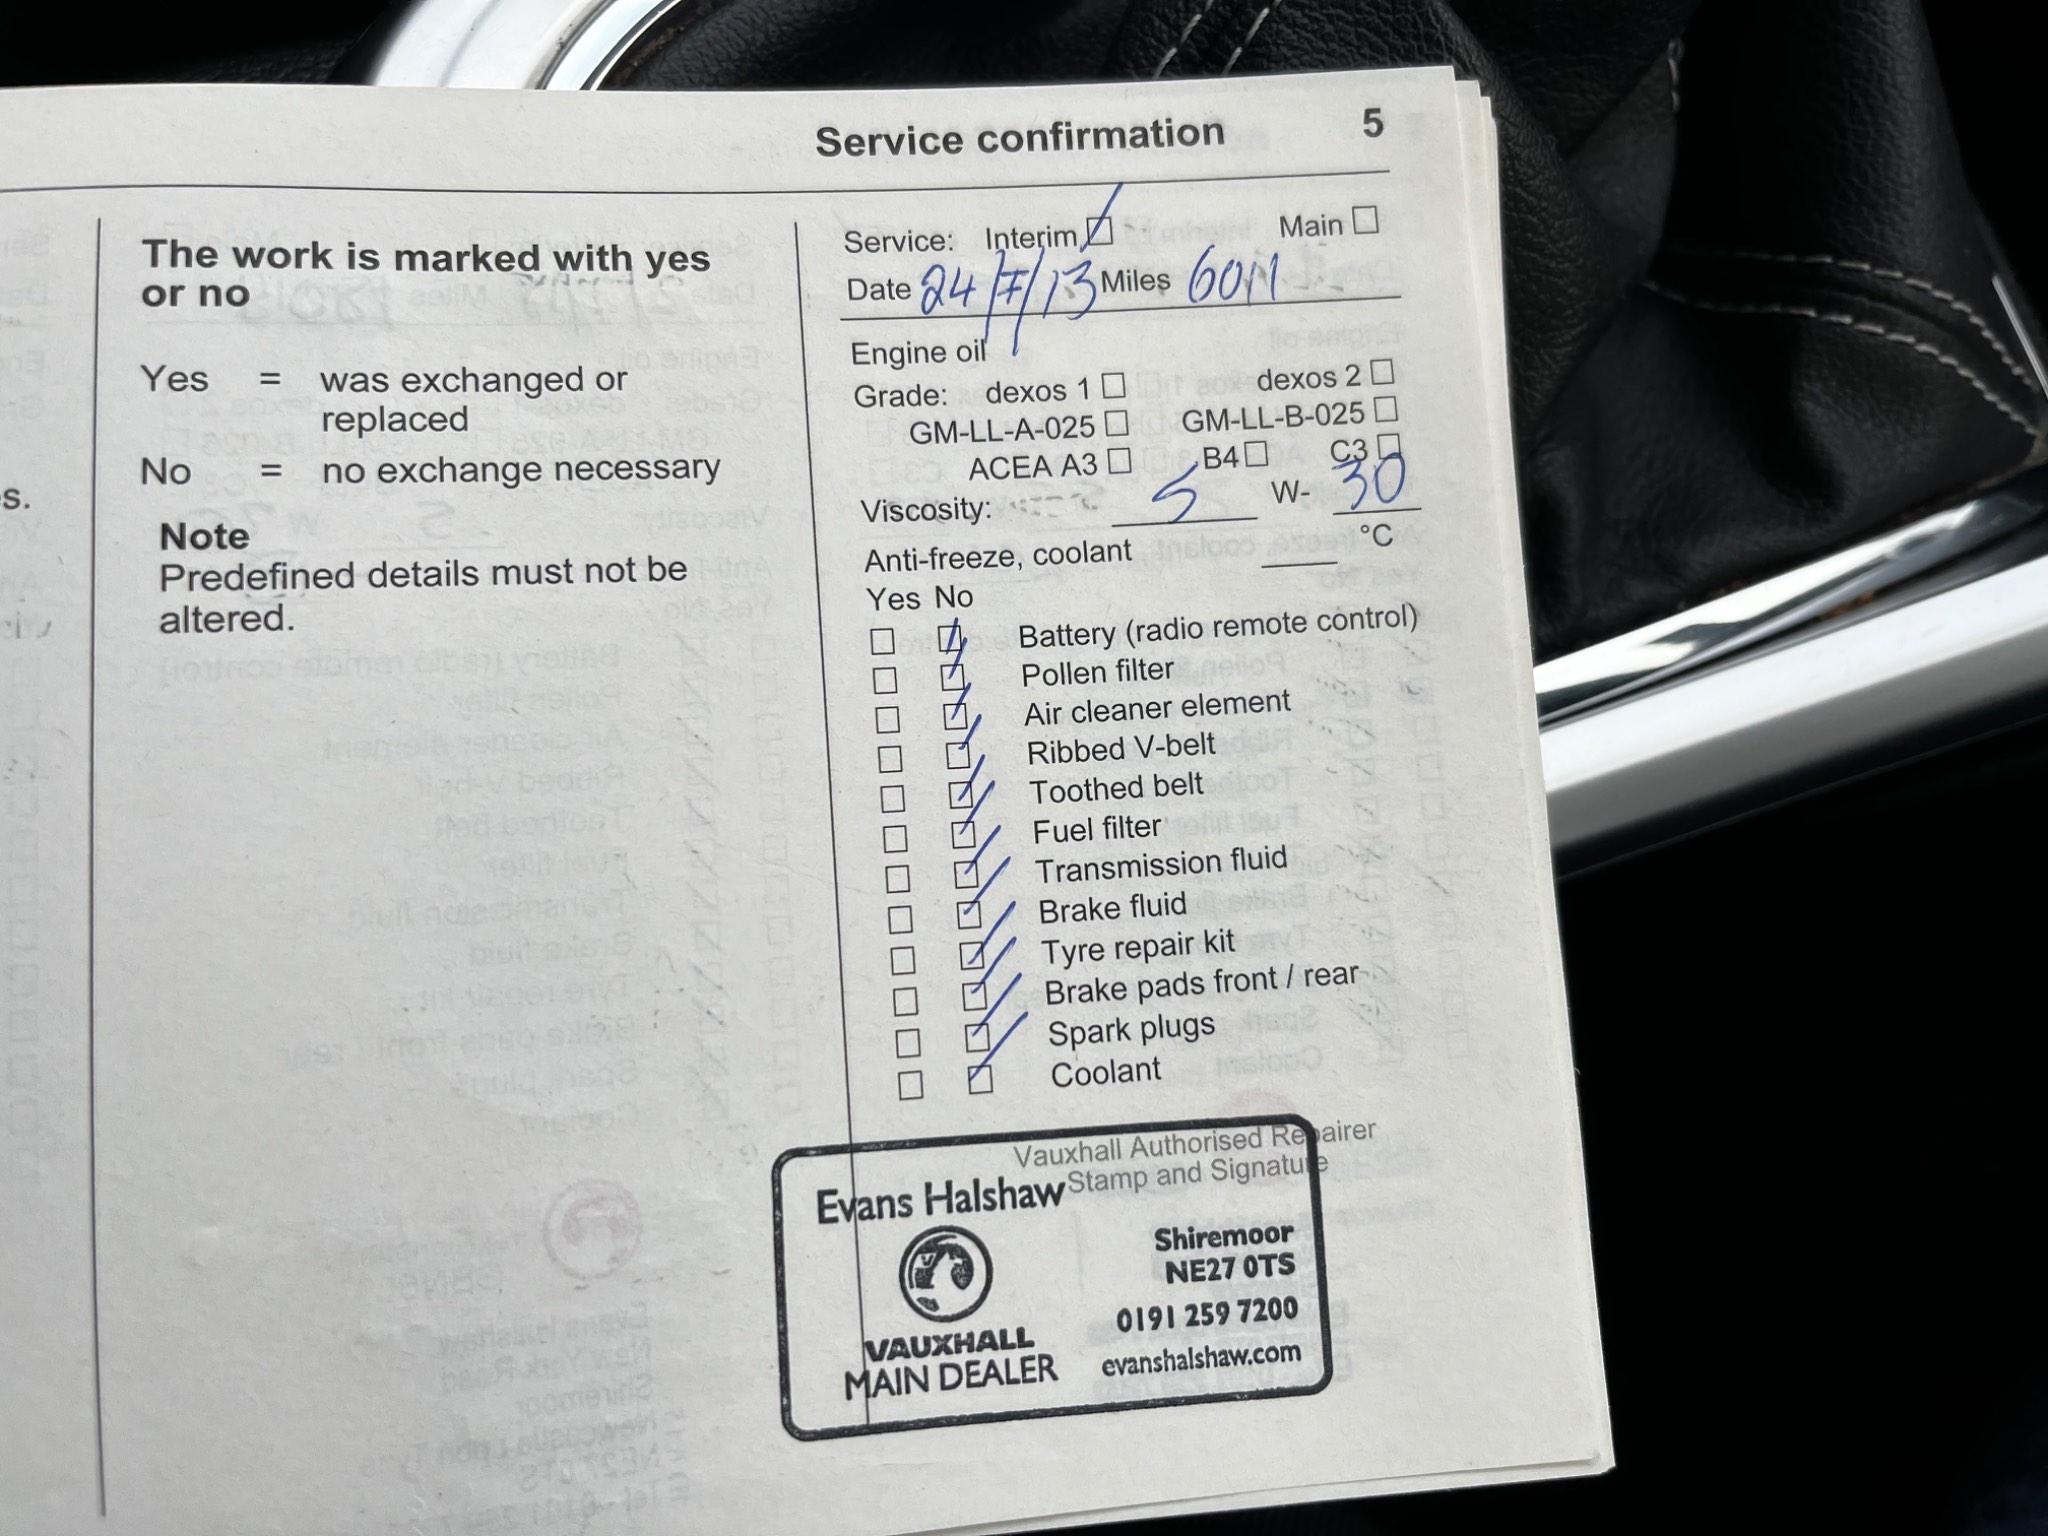 Service confirmation 5
s.
The work is marked with yes
or no
Yes = was exchanged or
replaced
No = no exchange necessary
Note
Predefined details must not be
altered.
Service: Interim ☐ Main ☐
Date 24/7/13 Miles 6011
Engine oil
Grade: dexos 1 ☐ dexos 2 ☐
GM-LL-A-025 ☐ GM-LL-B-025 ☐
ACEA A3 ☐ B4 ☐ C3 ☐
Viscosity: 5 W- 30
Anti-freeze, coolant ____ °C
Yes No
Battery (radio remote control)
Pollen filter
Air cleaner element
Ribbed V-belt
Toothed belt
Fuel filter
Transmission fluid
Brake fluid
Tyre repair kit
Brake pads front / rear
Spark plugs
Coolant
Vauxhall Authorised Repairer
Stamp and Signature
Evans Halshaw
VAUXHALL
MAIN DEALER
Shiremoor
NE27 0TS
0191 259 7200
evanshalshaw.com